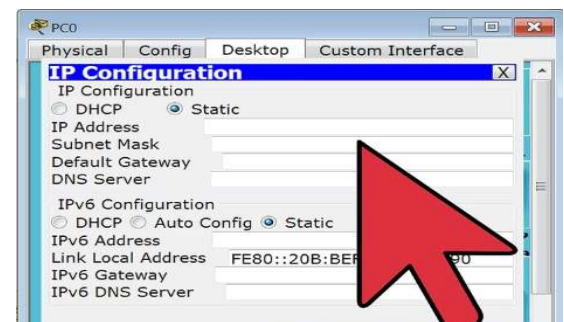 PC0
Physical Config Desktop Custom Interface
IP Configuration X
IP Configuration
DHCP Static
IP Address
Subnet Mask
Default Gateway
DNS Server
IPv6 Configuration
DHCP Auto Config Static
IPv6 Address
Link Local Address FE80::20B:BE
IPv6 Gateway
IPv6 DNS Server